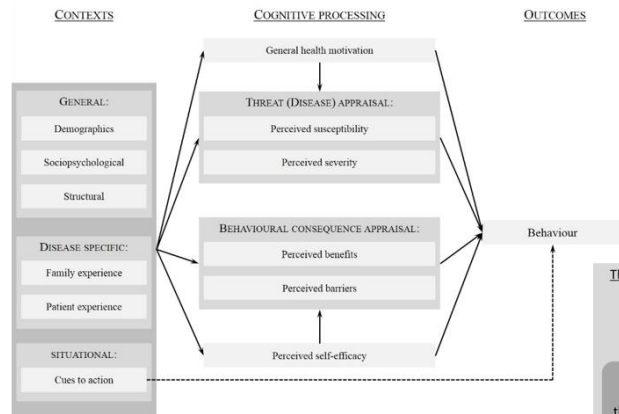 CONTEXTS
COGNITIVE PROCESSING
OUTCOMES
General health motivation
GENERAL:
Demographics
Sociopsychological
Structural
THREAT (DISEASE) APPRAISAL:
Perceived susceptibility
Perceived severity
DISEASE SPECIFIC:
Family experience
Patient experience
BEHAVIOURAL CONSEQUENCE APPRAISAL:
Perceived benefits
Perceived barriers
Behaviour
SITUATIONAL:
Cues to action
Perceived self-efficacy